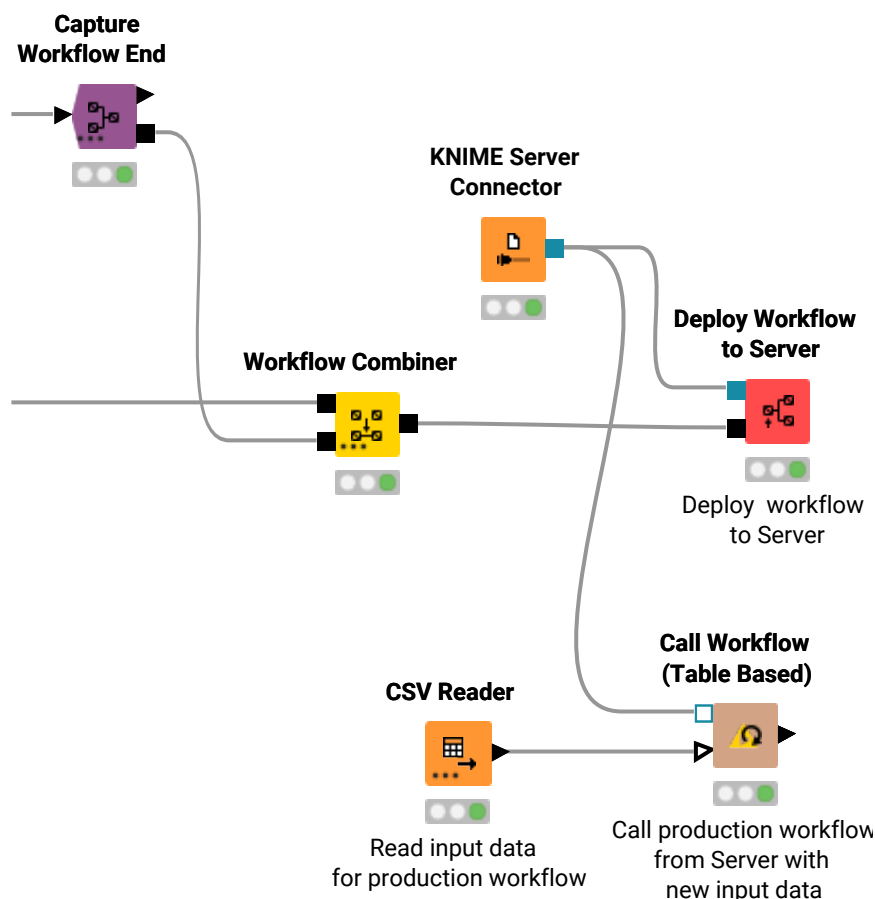 Capture
Workflow End
KNIME Server
Connector
Deploy Workflow
to Server
Workflow Combiner
Deploy workflow
to Server
Call Workflow
(Table Based)
CSV Reader
Read input data
for production workflow
Call production workflow
from Server with
new input data